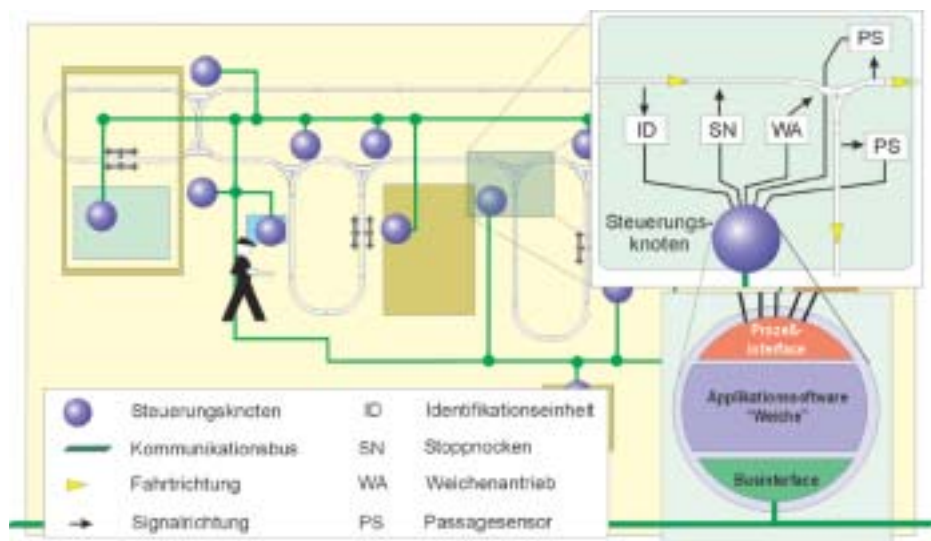 PS
ID
SN
WA
PS
Steuerungs-
knoten
Prozeß-
interface
Applikationssoftware
"Weiche"
Businterface
Steuerungsknoten
ID
Identifikationseinheit
Kommunikationsbus
SN
Stoppnocken
Fahrtrichtung
WA
Weichenantrieb
Signalrichtung
PS
Passagesensor